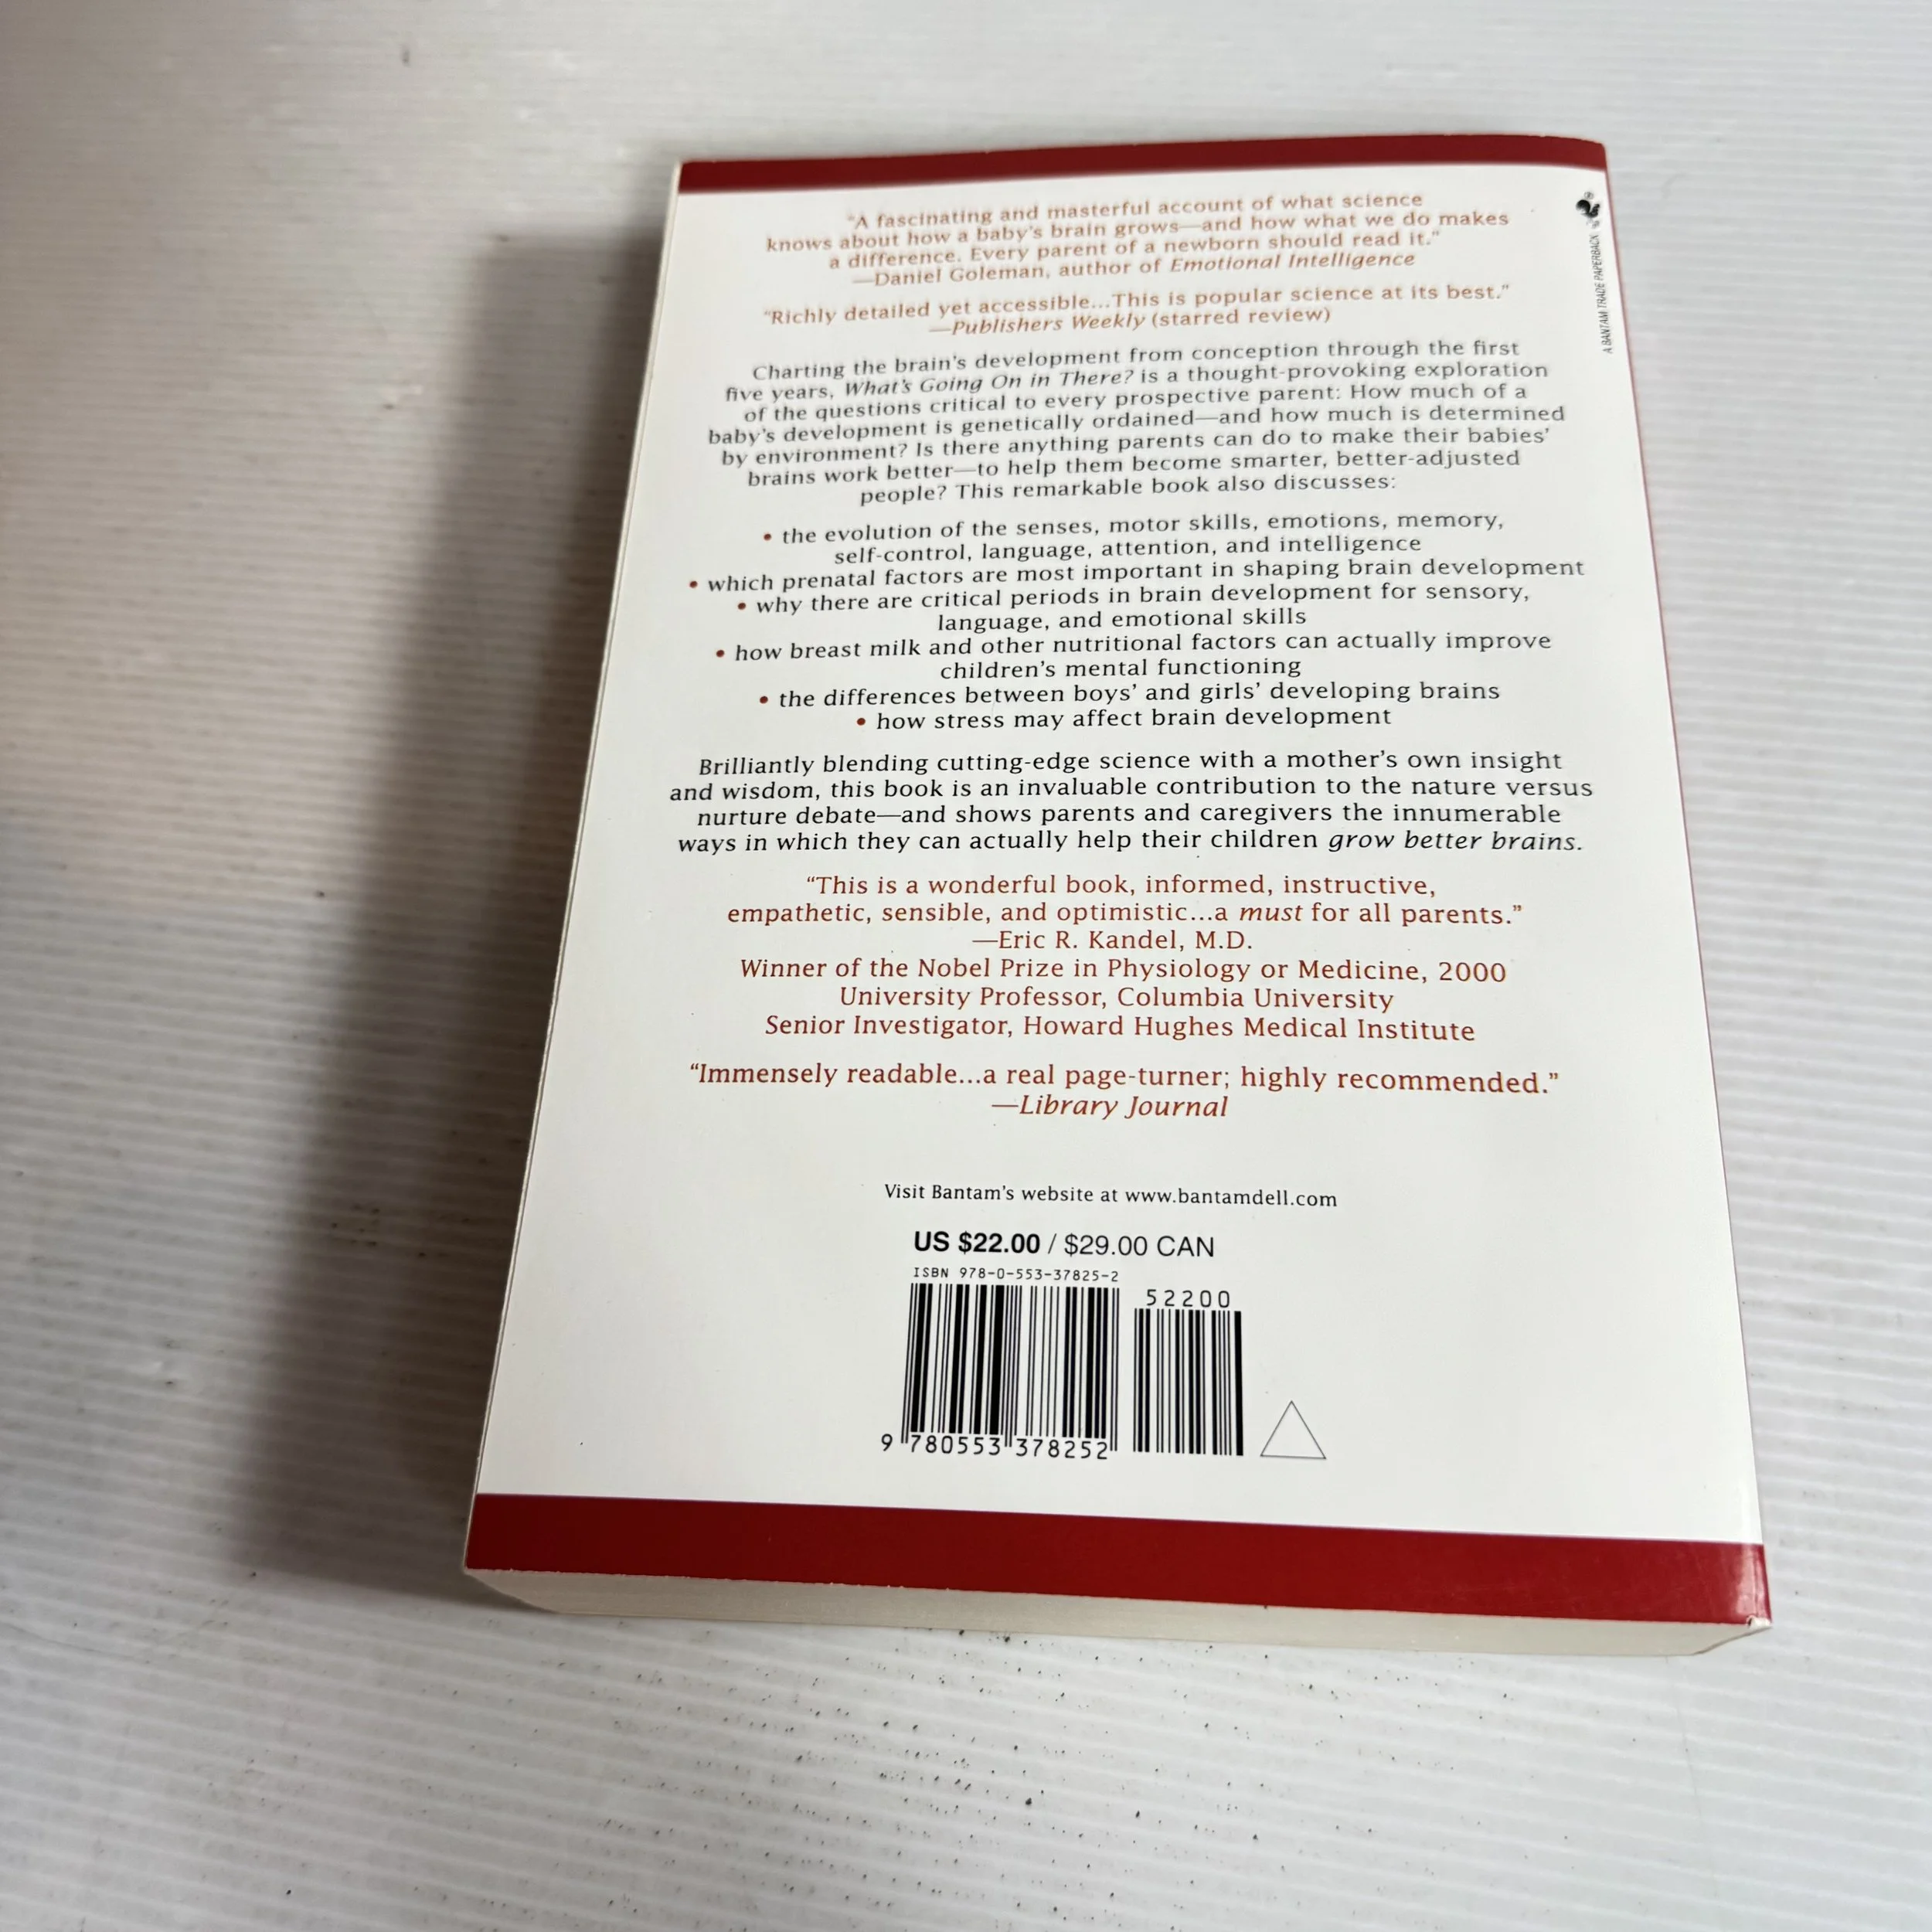 “A fascinating and masterful account of what science
knows about how a baby’s brain grows—and how what we do makes
a difference. Every parent of a newborn should read it.”
—Daniel Goleman, author of Emotional Intelligence
“Richly detailed yet accessible...This is popular science at its best.”
—Publishers Weekly (starred review)
Charting the brain’s development from conception through the first
five years, What’s Going On in There? is a thought-provoking exploration
of the questions critical to every prospective parent: How much of a
baby’s development is genetically ordained—and how much is determined
by environment? Is there anything parents can do to make their babies’
brains work better—to help them become smarter, better-adjusted
people? This remarkable book also discusses:
• the evolution of the senses, motor skills, emotions, memory,
self-control, language, attention, and intelligence
• which prenatal factors are most important in shaping brain development
• why there are critical periods in brain development for sensory,
language, and emotional skills
• how breast milk and other nutritional factors can actually improve
children’s mental functioning
• the differences between boys’ and girls’ developing brains
• how stress may affect brain development
Brilliantly blending cutting-edge science with a mother’s own insight
and wisdom, this book is an invaluable contribution to the nature versus
nurture debate—and shows parents and caregivers the innumerable
ways in which they can actually help their children grow better brains.
“This is a wonderful book, informed, instructive,
empathetic, sensible, and optimistic...a must for all parents.”
—Eric R. Kandel, M.D.
Winner of the Nobel Prize in Physiology or Medicine, 2000
University Professor, Columbia University
Senior Investigator, Howard Hughes Medical Institute
“Immensely readable...a real page-turner; highly recommended.”
—Library Journal
Visit Bantam’s website at www.bantamdell.com
US $22.00 / $29.00 CAN
ISBN 978-0-553-37825-2
52200
9 780553 378252
A BANTAM TRADE PAPERBACK